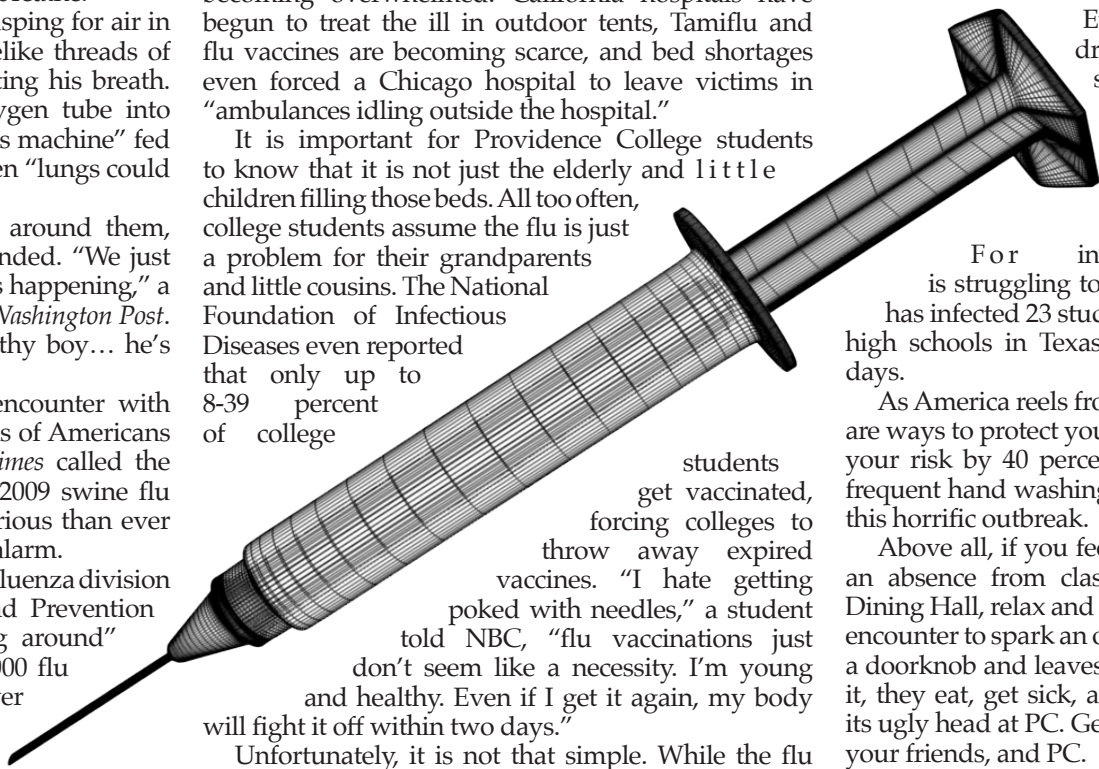 sping for air in
elike threads of
ting his breath.
ygen tube into
s machine” fed
en “lungs could
around them,
nded. “We just
s happening,” a
Washington Post.
thy boy… he’s
encounter with
s of Americans
imes called the
2009 swine flu
rious than ever
larm.
luenza division
nd Prevention
g around”
000 flu
ver
becoming overwhelmed. California hospitals have
begun to treat the ill in outdoor tents, Tamiflu and
flu vaccines are becoming scarce, and bed shortages
even forced a Chicago hospital to leave victims in
“ambulances idling outside the hospital.”
It is important for Providence College students
to know that it is not just the elderly and little
children filling those beds. All too often,
college students assume the flu is just
a problem for their grandparents
and little cousins. The National
Foundation of Infectious
Diseases even reported
that only up to
8-39 percent
of college
students
get vaccinated,
forcing colleges to
throw away expired
vaccines. “I hate getting
poked with needles,” a student
told NBC, “flu vaccinations just
don’t seem like a necessity. I’m young
and healthy. Even if I get it again, my body
will fight it off within two days.”
Unfortunately, it is not that simple. While the flu
E
dr
s
For in
is struggling to
has infected 23 stud
high schools in Texas
days.
As America reels fro
are ways to protect you
your risk by 40 perce
frequent hand washing
this horrific outbreak.
Above all, if you fee
an absence from clas
Dining Hall, relax and
encounter to spark an o
a doorknob and leaves
it, they eat, get sick, a
its ugly head at PC. Ge
your friends, and PC.